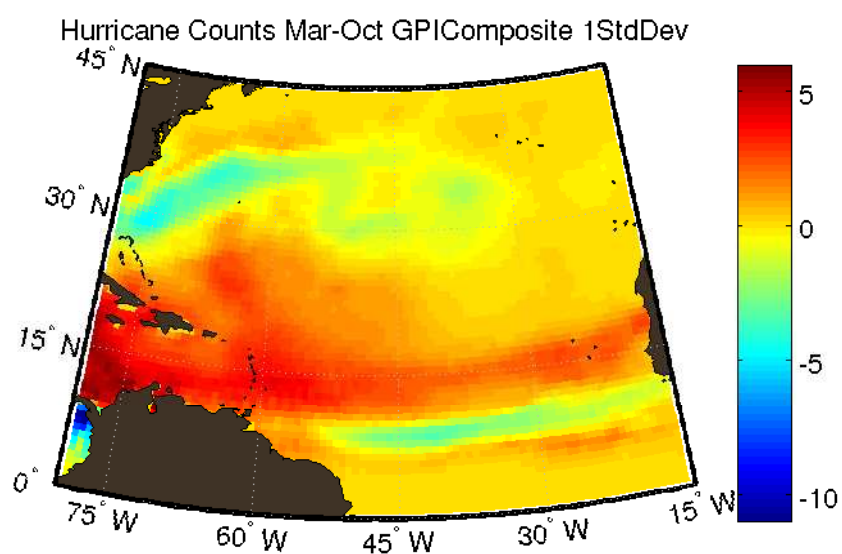 Hurricane Counts Mar-Oct GPIComposite 1StdDev
45° N
30° N
15° N
0°
75° W
60° W
45° W
30° W
15° W
5
0
-5
-10